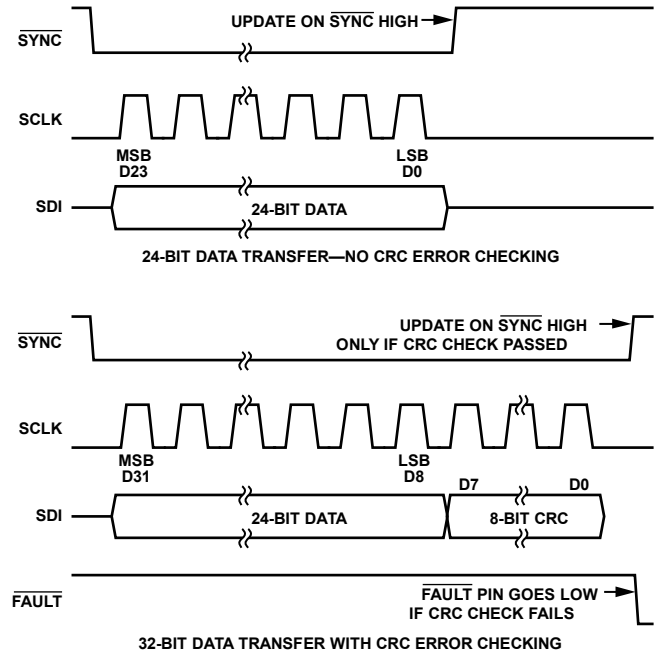 UPDATE ON SYNC HIGH
SYNC
SCLK
MSB
D23
LSB
D0
SDI
24-BIT DATA
24-BIT DATA TRANSFER—NO CRC ERROR CHECKING
UPDATE ON SYNC HIGH
ONLY IF CRC CHECK PASSED
SYNC
SCLK
MSB
D31
LSB
D8
D7
D0
SDI
24-BIT DATA
8-BIT CRC
FAULT
FAULT PIN GOES LOW
IF CRC CHECK FAILS
32-BIT DATA TRANSFER WITH CRC ERROR CHECKING